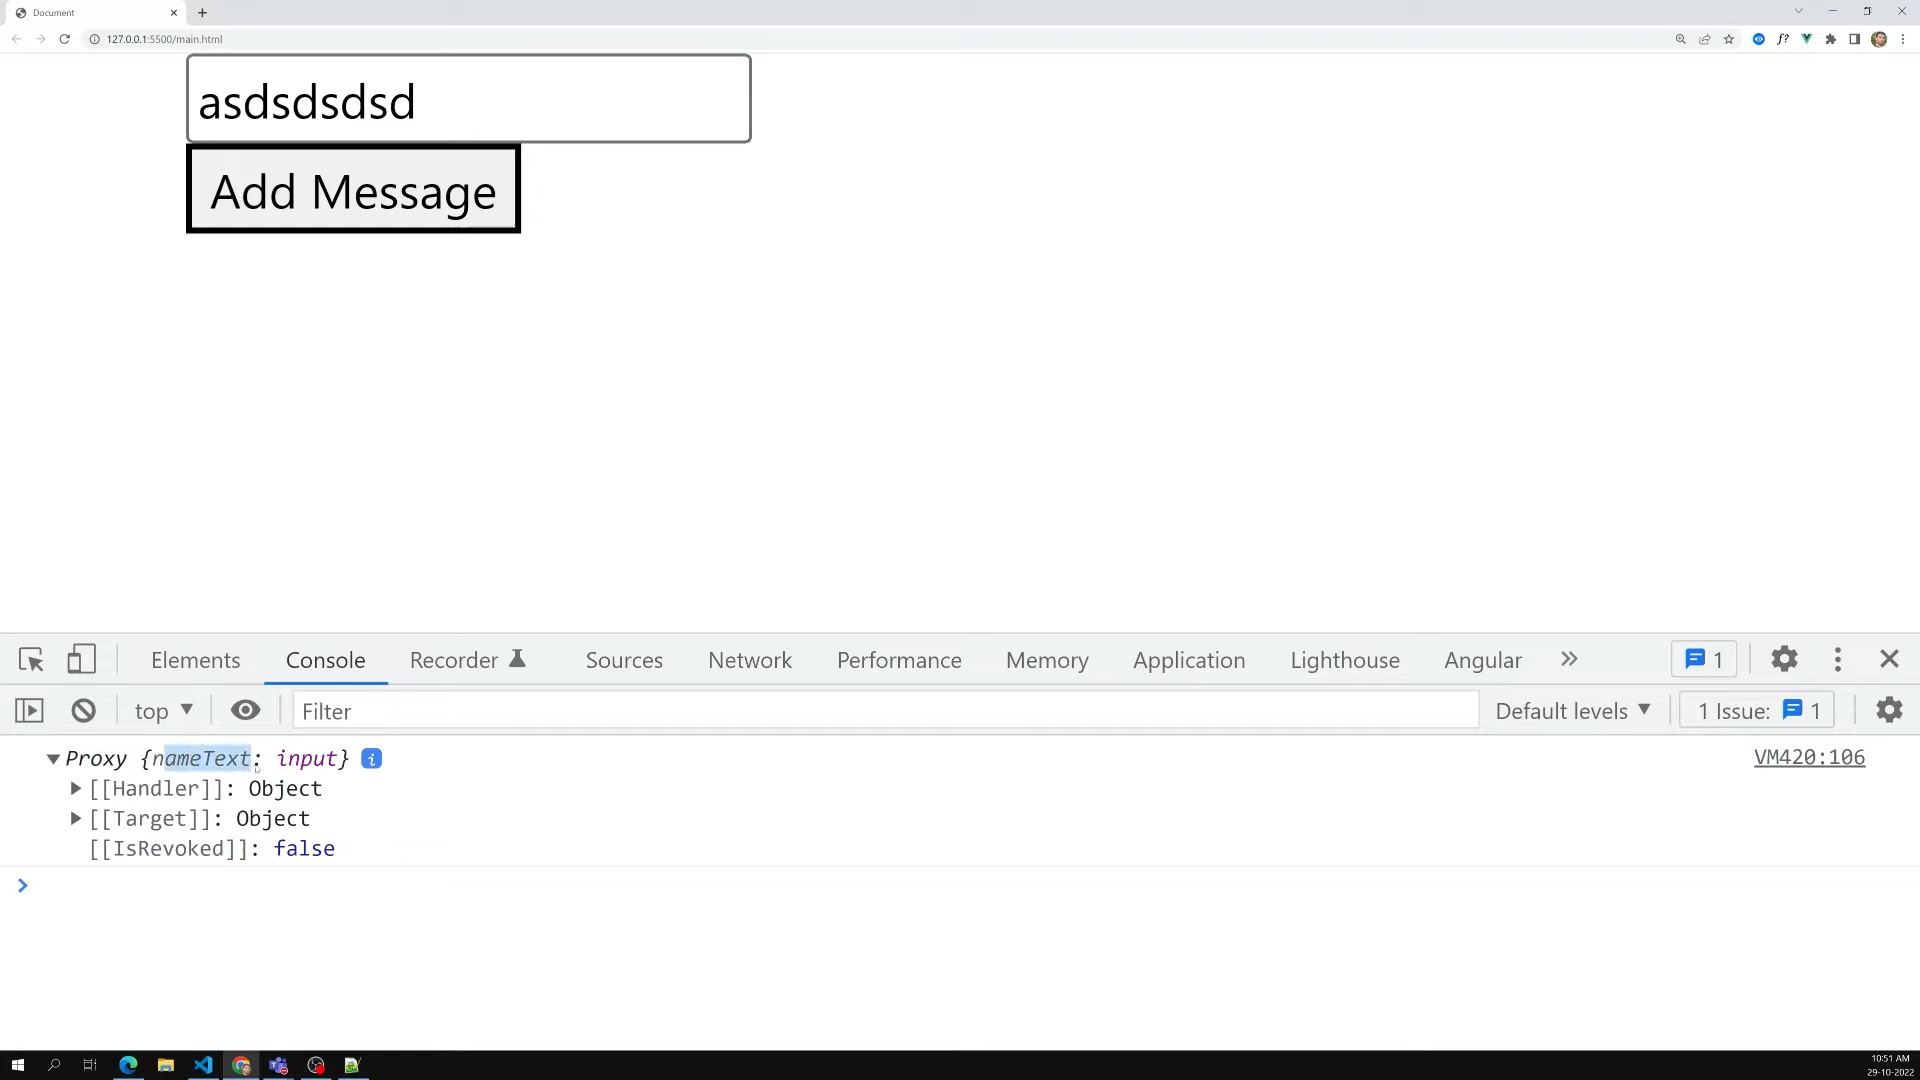 Document
127.0.0.1:5500/main.html
f?
asdsdsdsd
Add Message
Elements Console Recorder Sources Network Performance Memory Application Lighthouse Angular 1
top Filter Default levels 1 Issue: 1
Proxy {nameText: input} VM420:106
[[Handler]]: Object
[[Target]]: Object
[[IsRevoked]]: false
10:51 AM
29-10-2022